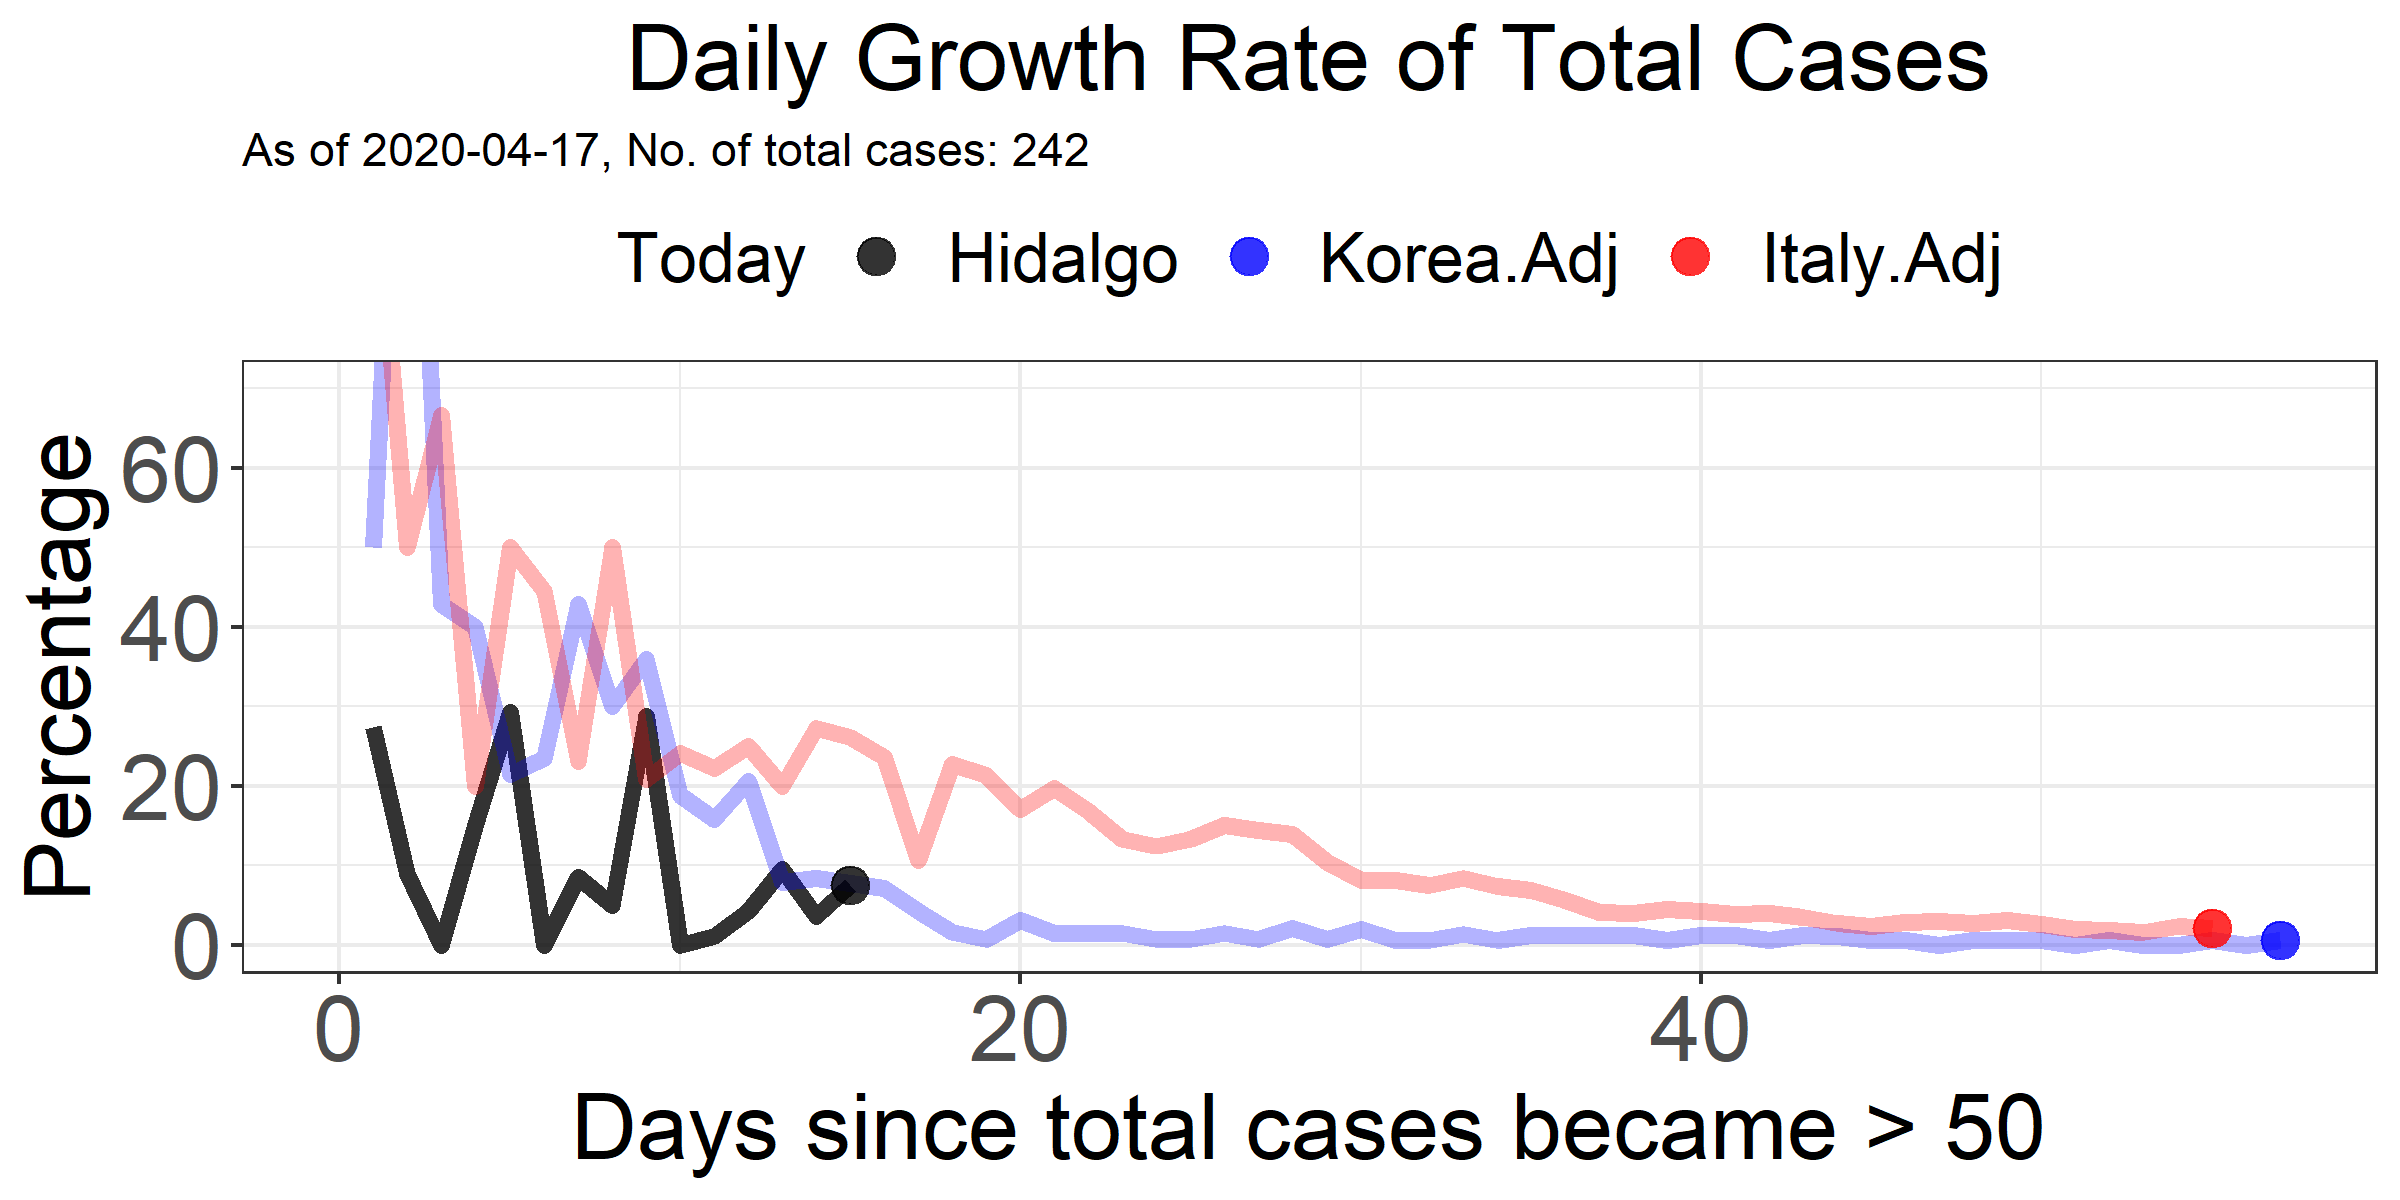 Daily Growth Rate of Total Cases
As of 2020-04-17, No. of total cases: 242
Today Hidalgo Korea.Adj Italy.Adj
Percentage
60
40
20
0
0 20 40
Days since total cases became > 50